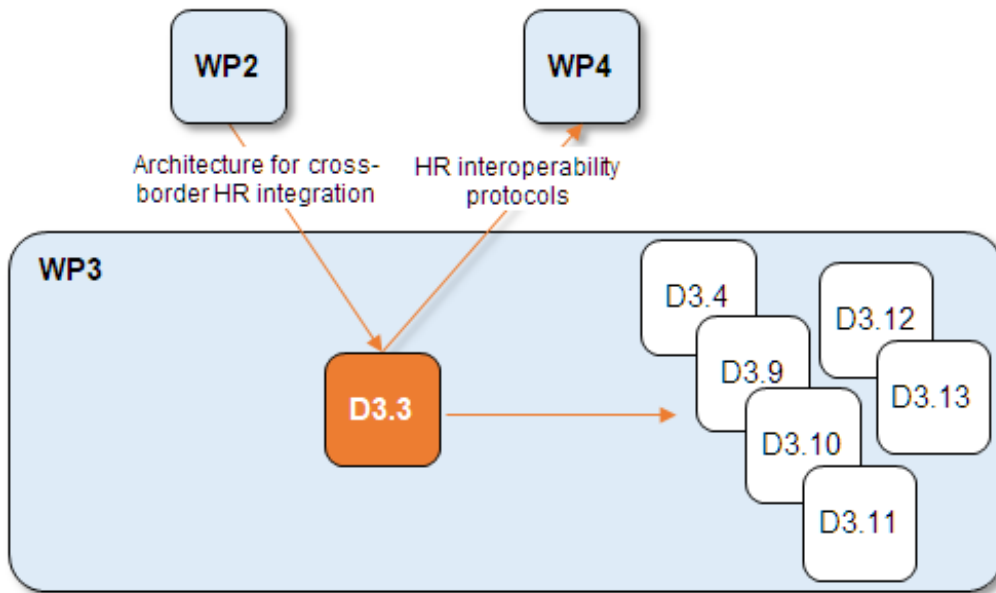 WP2
WP4
Architecture for cross-
border HR integration
HR interoperability
protocols
WP3
D3.4
D3.12
D3.9
D3.13
D3.3
D3.10
D3.11